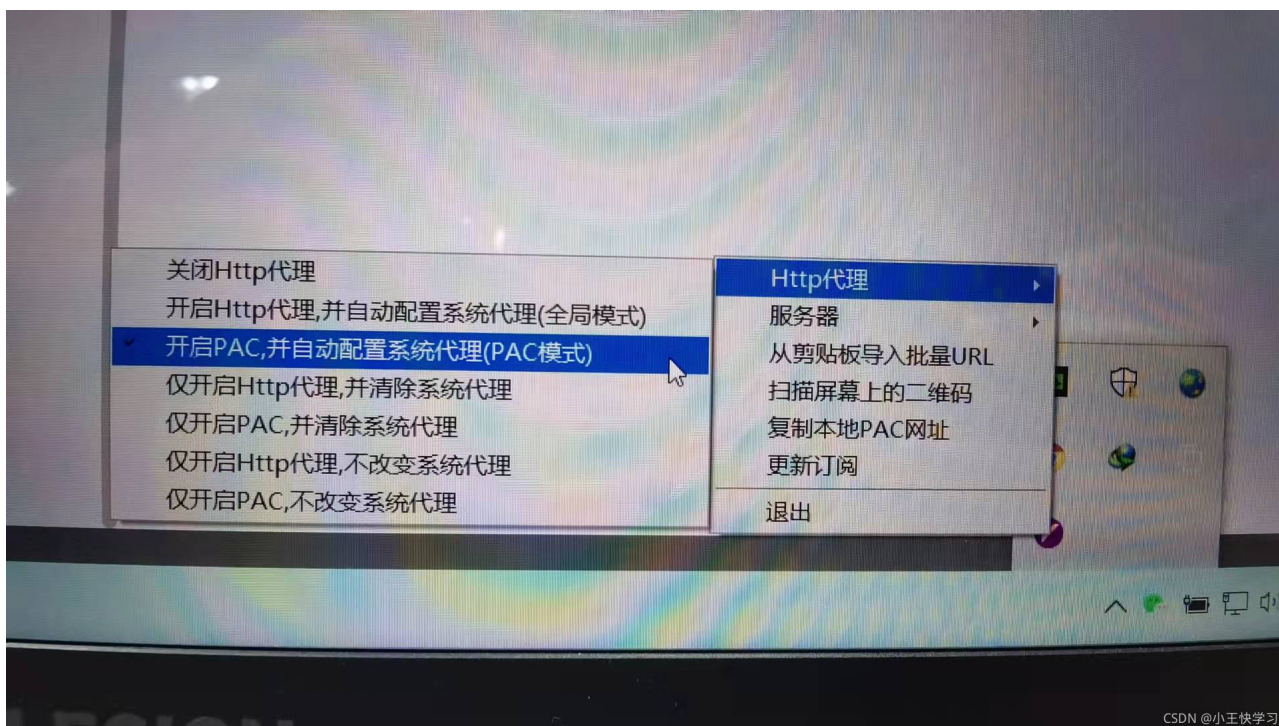 关闭Http代理
开启Http代理,并自动配置系统代理(全局模式)
开启PAC,并自动配置系统代理(PAC模式)
仅开启Http代理,并清除系统代理
仅开启PAC,并清除系统代理
仅开启Http代理,不改变系统代理
仅开启PAC,不改变系统代理
Http代理
服务器
从剪贴板导入批量URL
扫描屏幕上的二维码
复制本地PAC网址
更新订阅
退出
CSDN @小王快学习